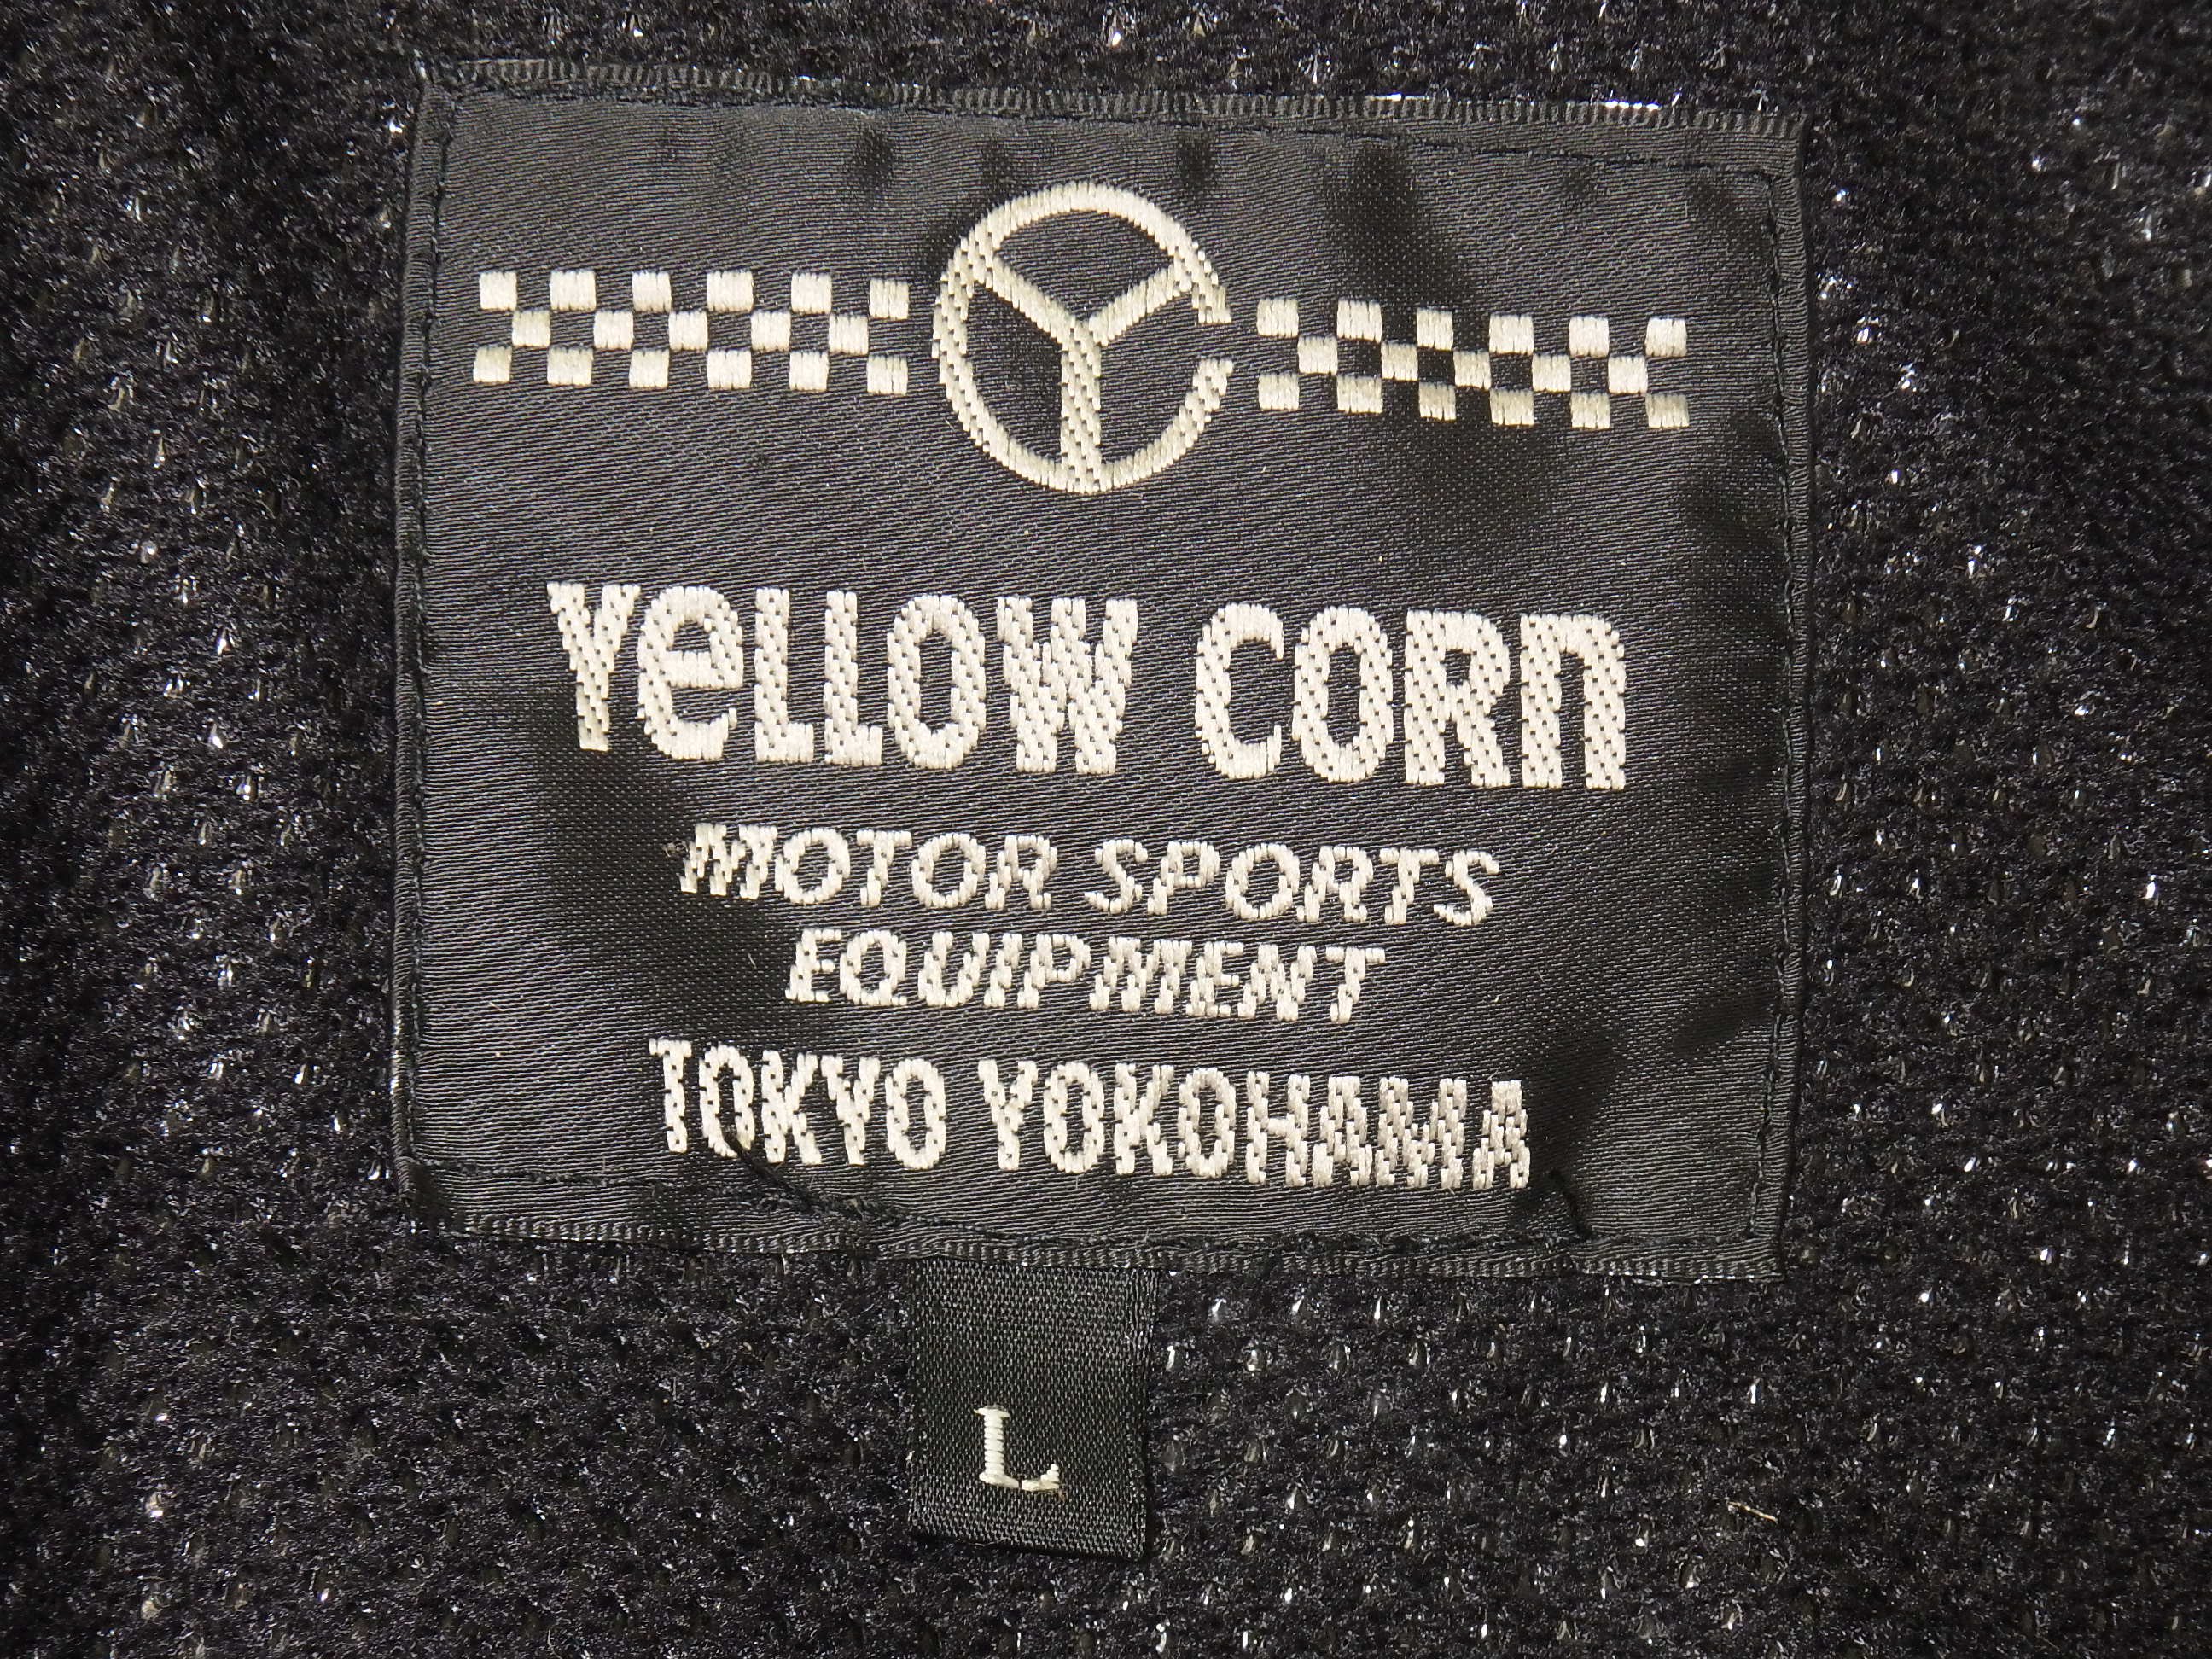 YeLLOW CORn
MOTOR SPORTS
EQUIPMENT
TOKYO YOKOHAMA
L